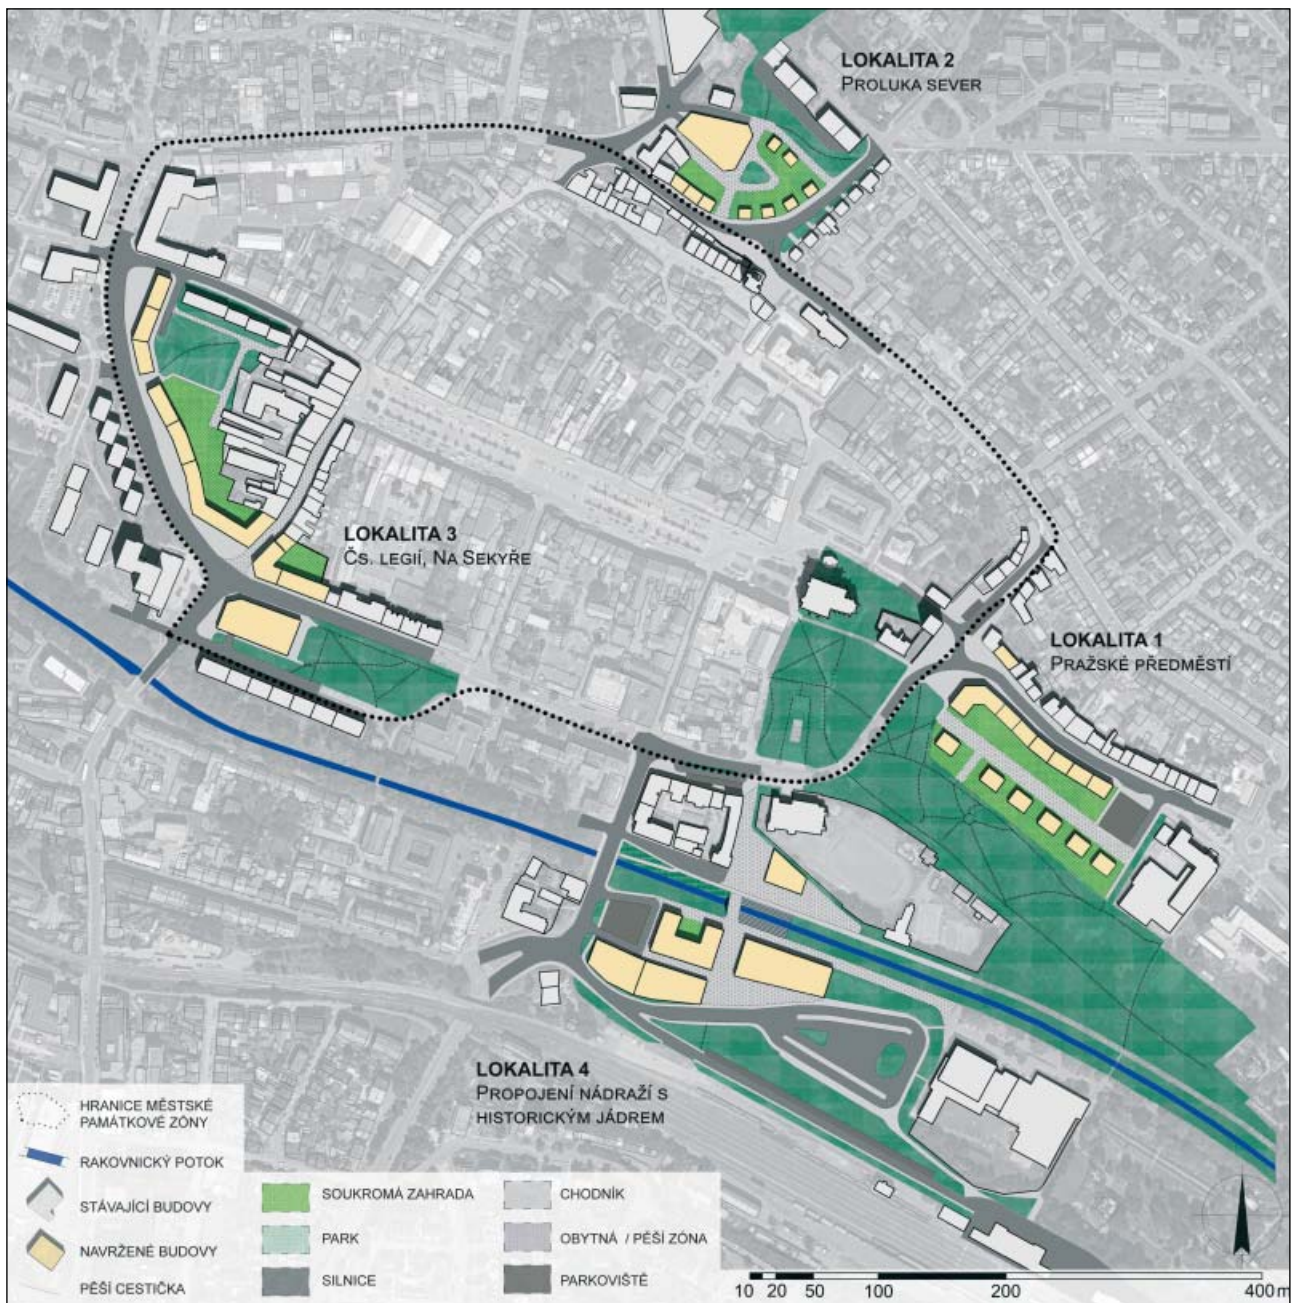 LOKALITA 2
PROLUKA SEVER
LOKALITA 3
ČS. LEGIÍ, NA SEKYŘE
LOKALITA 1
PRAŽSKÉ PŘEDMĚSTÍ
LOKALITA 4
PROPOJENÍ NÁDRAŽÍ S
HISTORICKÝM JÁDREM
HRANICE MĚSTSKÉ
PAMÁTKOVÉ ZÓNY
RAKOVNICKÝ POTOK
STÁVAJÍCÍ BUDOVY
NAVRŽENÉ BUDOVY
PĚŠÍ CESTIČKA
SOUKROMÁ ZAHRADA
PARK
SILNICE
CHODNÍK
OBYTNÁ / PĚŠÍ ZÓNA
PARKOVIŠTĚ
10 20 50 100 200 400 m